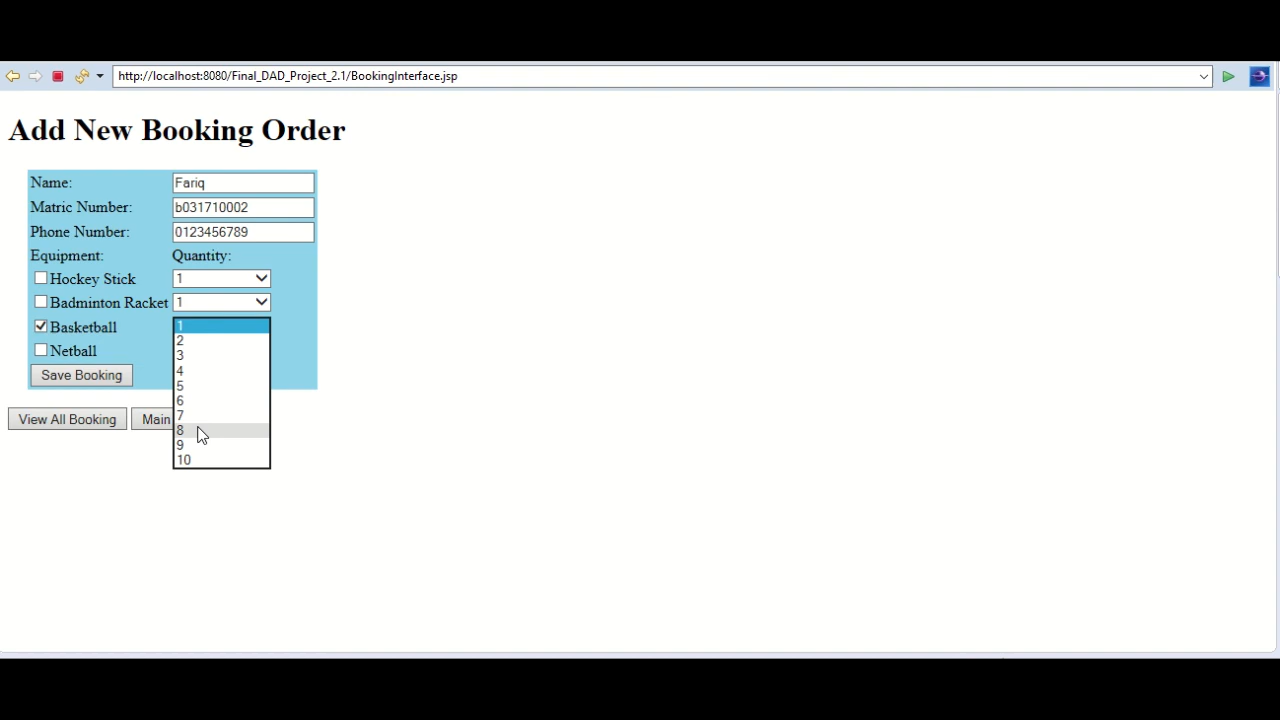 http://localhost:8080/Final_DAD_Project_2.1/BookingInterface.jsp
Add New Booking Order
Name: Fariq
Matric Number: b031710002
Phone Number: 0123456789
Equipment: Quantity:
Hockey Stick 1
Badminton Racket 1
Basketball 1
2
Netball 3
4
Save Booking 5
6
7
View All Booking Main
8
9
10